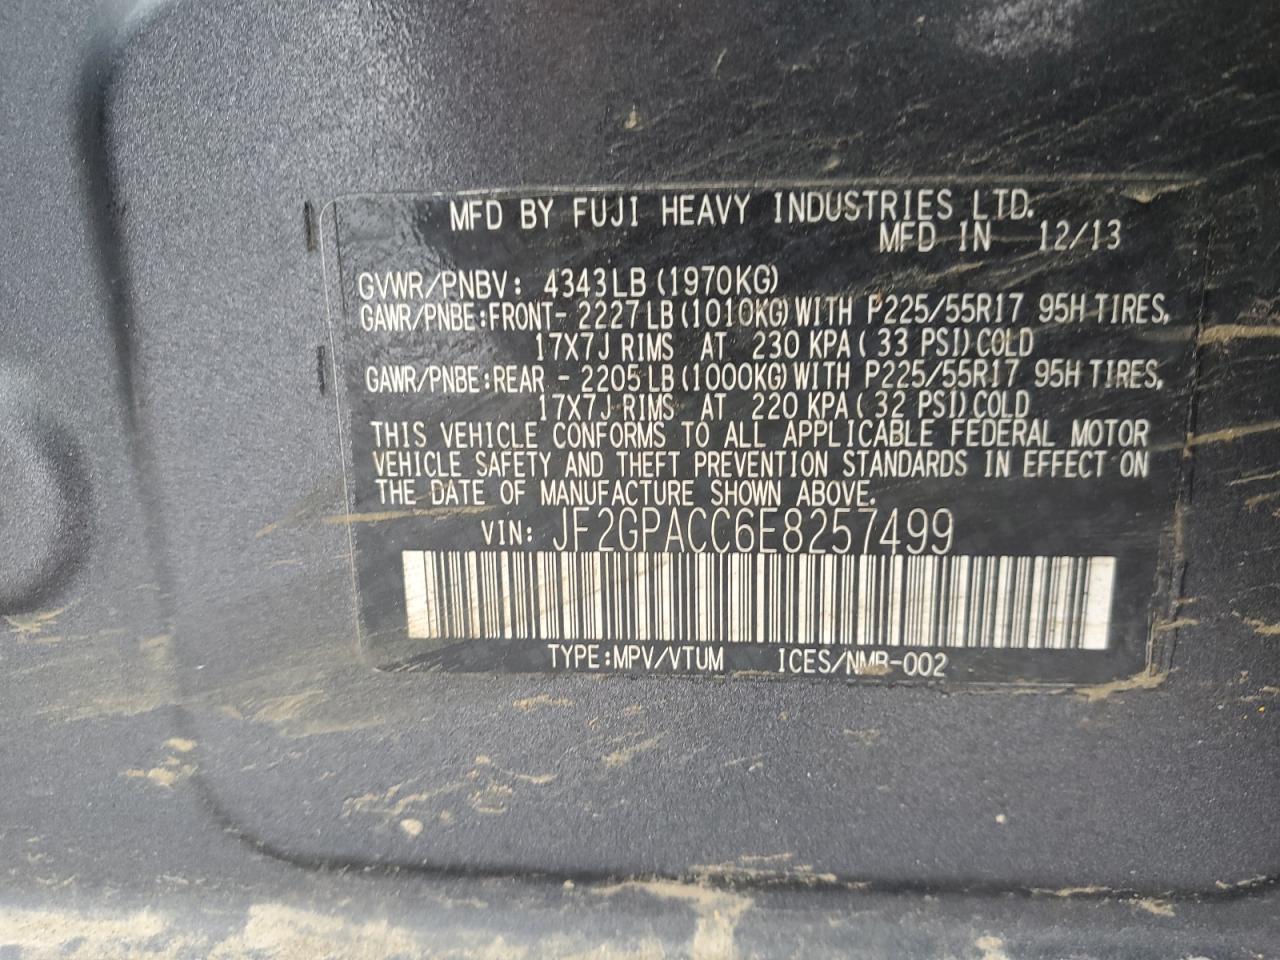 MFD BY FUJI HEAVY INDUSTRIES LTD.
MFD IN 12/13
GVWR/PNBV: 4343LB (1970KG)
GAWR/PNBE:FRONT- 2227LB (1010KG) WITH P225/55R17 95H TIRES,
17X7J RIMS AT 230 KPA ( 33 PSI) COLD
GAWR/PNBE:REAR - 2205LB (1000KG) WITH P225/55R17 95H TIRES,
17X7J RIMS AT 220 KPA ( 32 PSI) COLD
THIS VEHICLE CONFORMS TO ALL APPLICABLE FEDERAL MOTOR
VEHICLE SAFETY AND THEFT PREVENTION STANDARDS IN EFFECT ON
THE DATE OF MANUFACTURE SHOWN ABOVE.
VIN: JF2GPACC6E8257499
TYPE:MPV/VTUM ICES/NMB-002